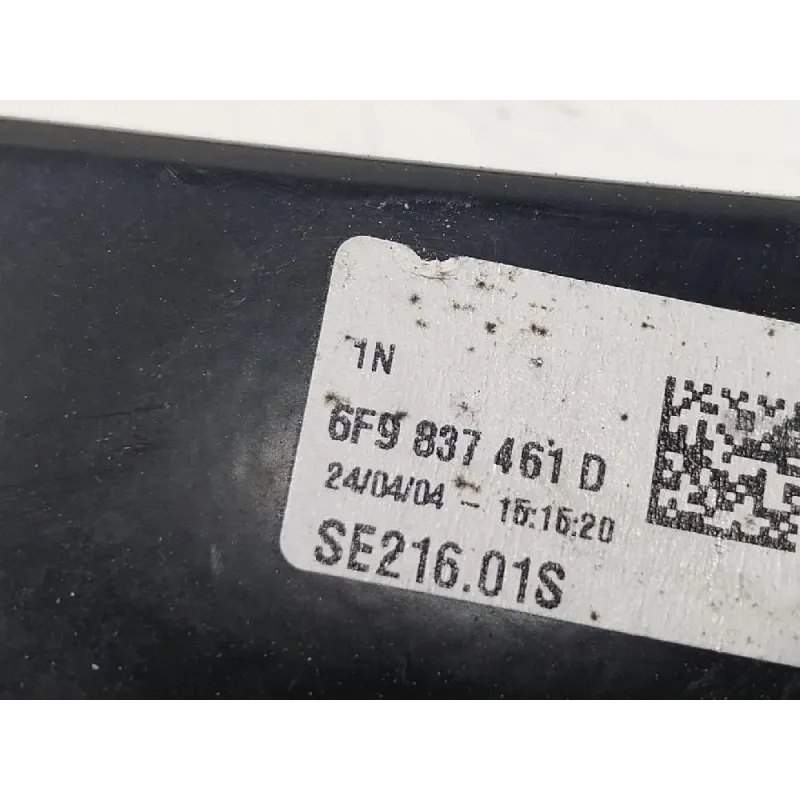 1N
6F9 837 461 D
24/04/04 - 15:15:20
SE216.01S